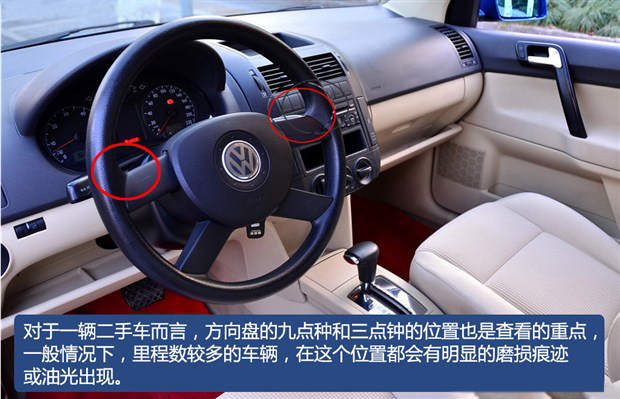 对于一辆二手车而言，方向盘的九点种和三点钟的位置也是查看的重点，
一般情况下，里程数较多的车辆，在这个位置都会有明显的磨损痕迹
或油光出现。